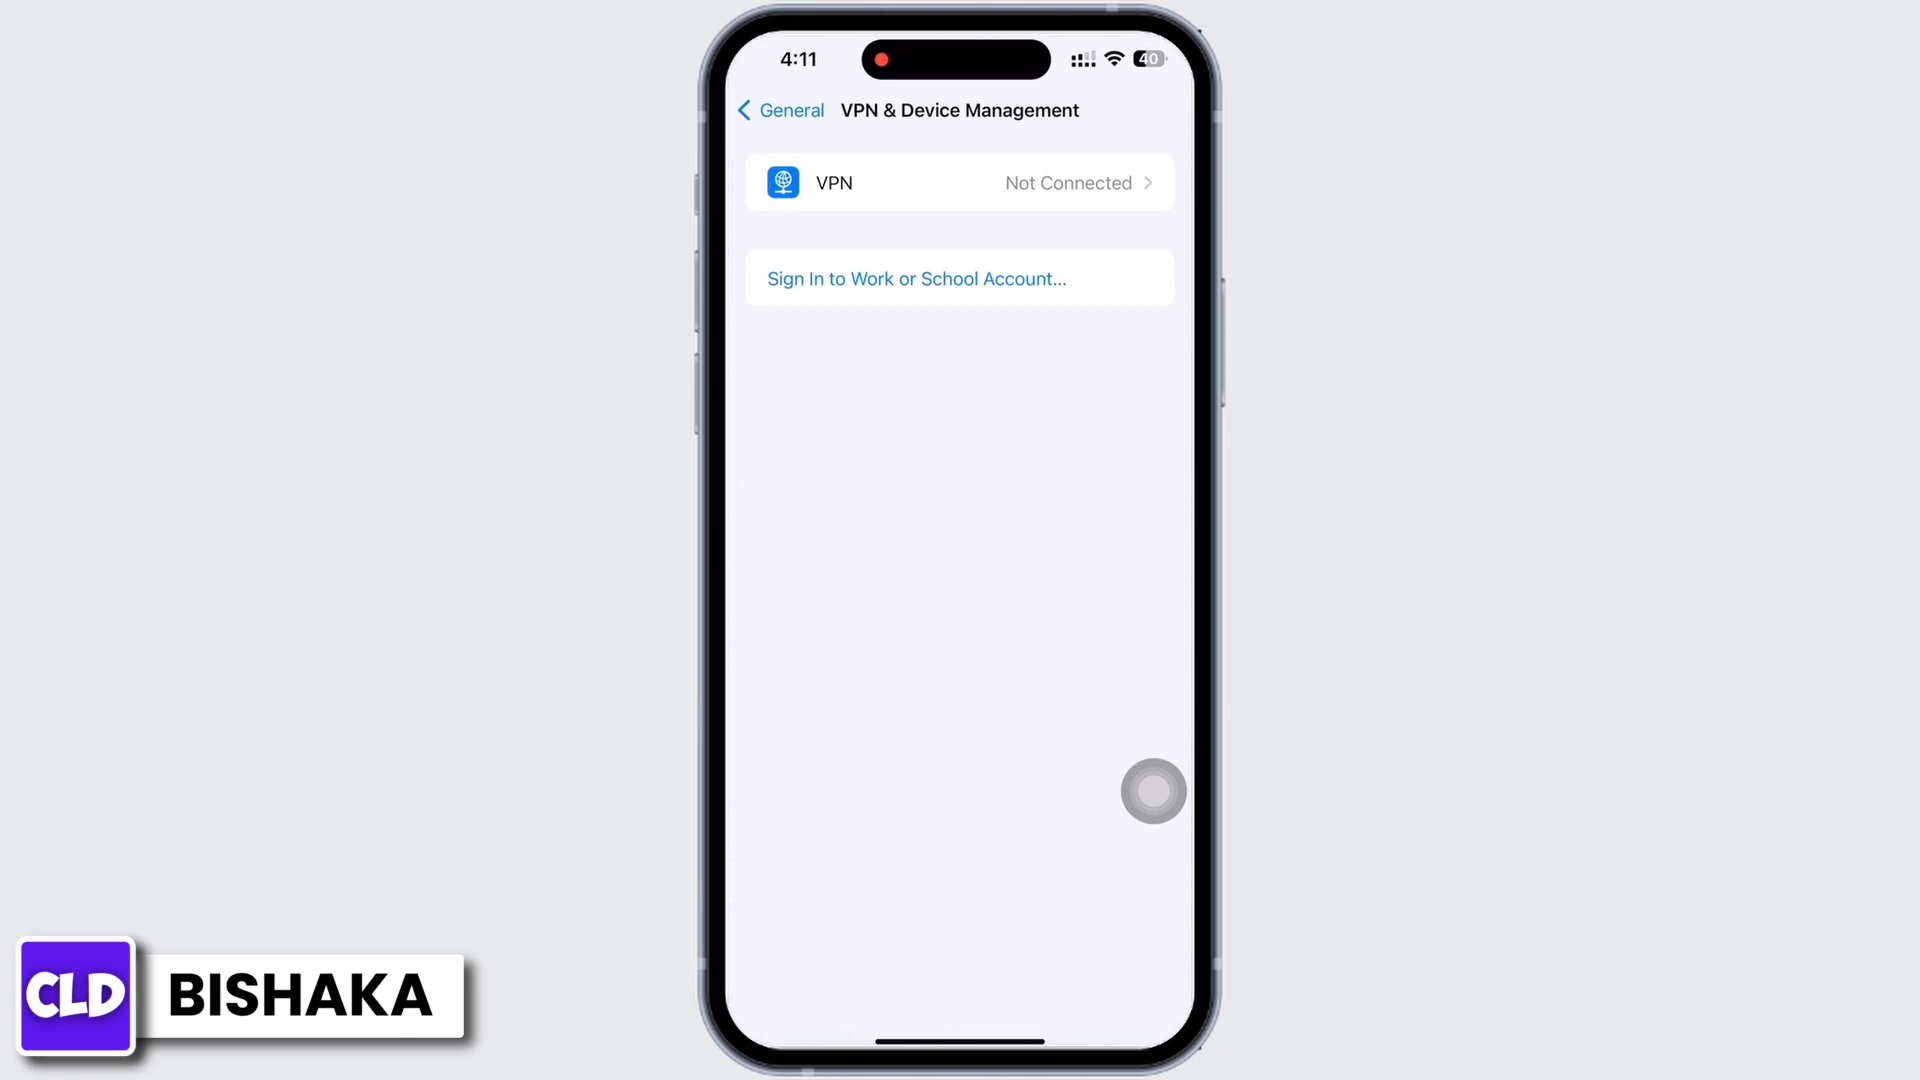 4:11
40
General
VPN & Device Management
VPN
Not Connected
Sign In to Work or School Account...
CLD
BISHAKA